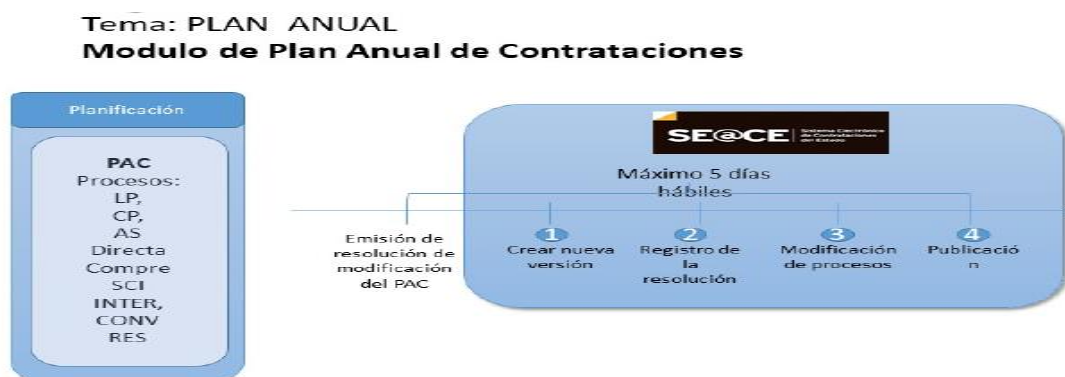 Tema: PLAN ANUAL
Modulo de Plan Anual de Contrataciones
Planificación
PAC
Procesos:
LP,
CP,
AS
Directa
Compre
SCI
INTER,
CONV
RES
SE@CE
Sistema Electrónico
de Contrataciones
del Estado
Máximo 5 días
hábiles
Emisión de
resolución de
modificación
del PAC
1
Crear nueva
versión
2
Registro de
la
resolución
3
Modificación
de procesos
4
Publicació
n